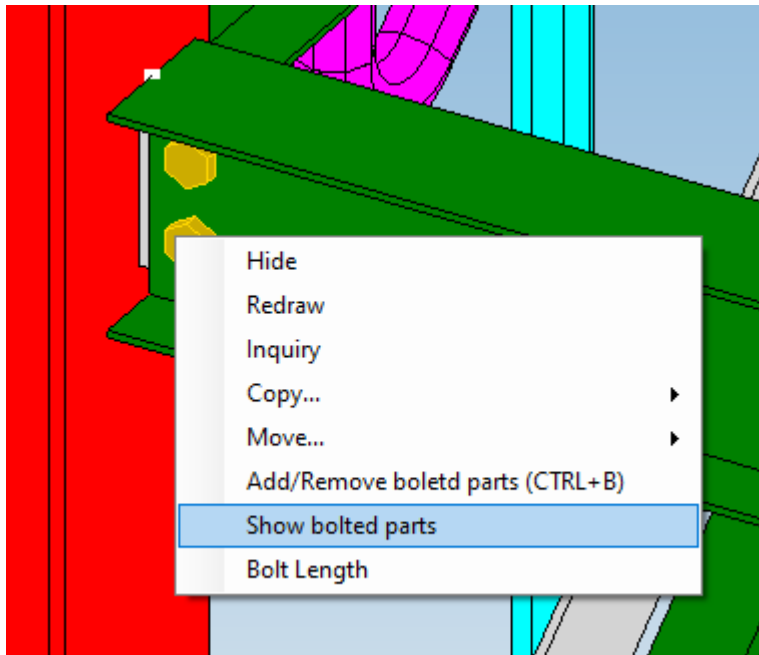 Hide
Redraw
Inquiry
Copy...
Move...
Add/Remove boletd parts (CTRL+B)
Show bolted parts
Bolt Length